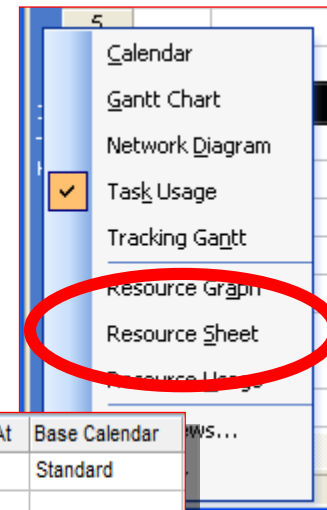 5
Calendar
Gantt Chart
Network Diagram
Task Usage
Tracking Gantt
Resource Graph
Resource Sheet
Resource Usage
At Base Calendar
ws...
Standard